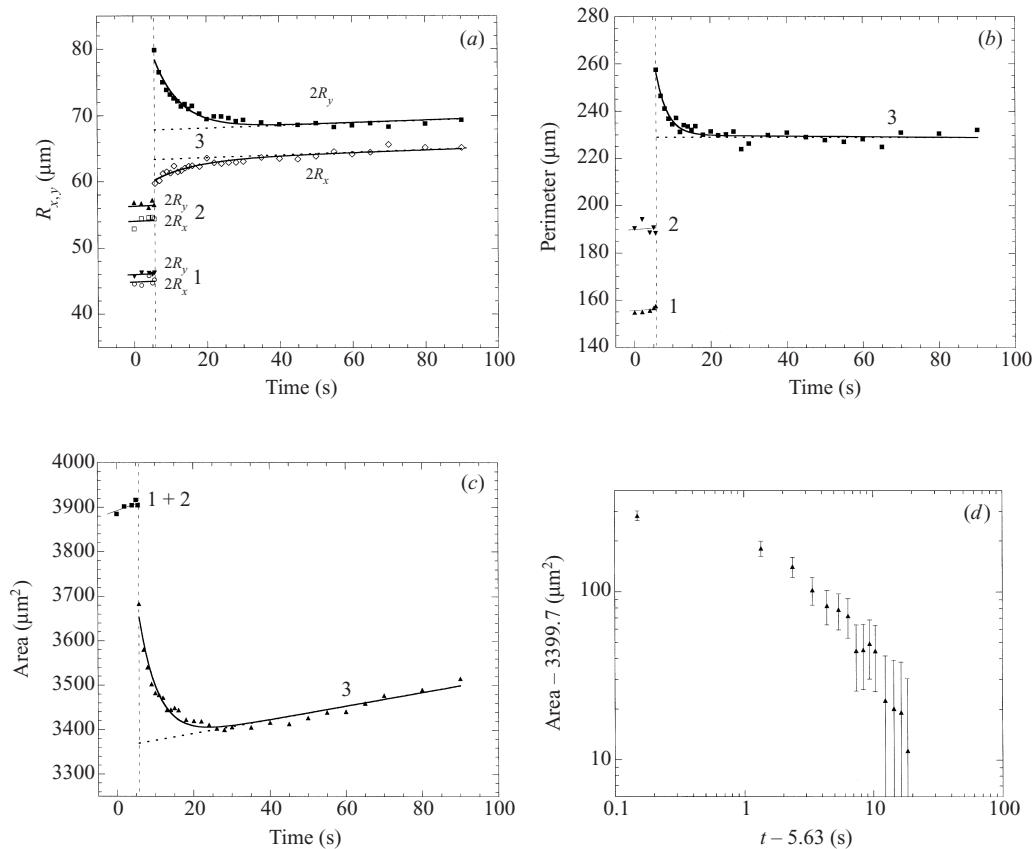 (a)
80
70
60
50
40
R_{x,y} (μm)
2R_y
3
2R_x
2R_y
2
2R_x
2R_y
1
2R_x
0 20 40 60 80 100
Time (s)
(b)
280
260
240
220
200
180
160
140
Perimeter (μm)
3
2
1
0 20 40 60 80 100
Time (s)
(c)
4000
3900
3800
3700
3600
3500
3400
3300
Area (μm²)
1 + 2
3
0 20 40 60 80 100
Time (s)
(d)
100
10
Area – 3399.7 (μm²)
0.1 1 10 100
t – 5.63 (s)